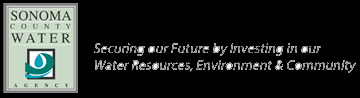 SONOMA
COUNTY
WATER
AGENCY
Securing our Future by Investing in our
Water Resources, Environment & Community